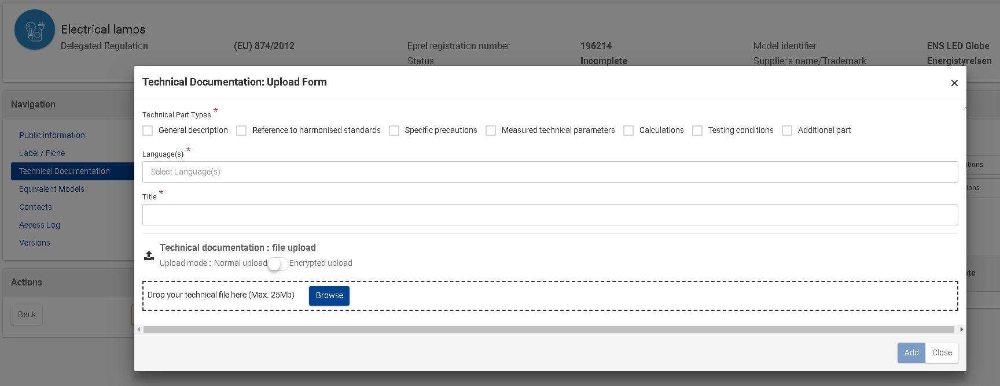 Electrical lamps
Delegated Regulation (EU) 874/2012 Eprel registration number 196214 Model identifier ENS LED Globe
Status Incomplete Supplier's name/Trademark Energistyrelsen
Technical Documentation: Upload Form
Navigation
Public information
Label / Fiche
Technical Documentation
Equivalent Models
Contacts
Access Log
Versions
Actions
Back
Technical Part Types *
General description Reference to harmonised standards Specific precautions Measured technical parameters Calculations Testing conditions Additional part
Language(s) *
Select Language(s)
Title *
Technical documentation : file upload
Upload mode : Normal upload Encrypted upload
Drop your technical file here (Max. 25Mb) Browse
Add Close